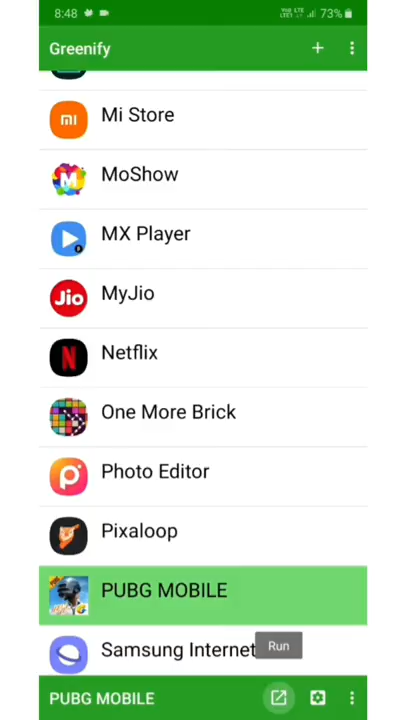 8:48
73%
Greenify
Mi Store
MoShow
MX Player
MyJio
Netflix
One More Brick
Photo Editor
Pixaloop
PUBG MOBILE
Samsung Internet
Run
PUBG MOBILE